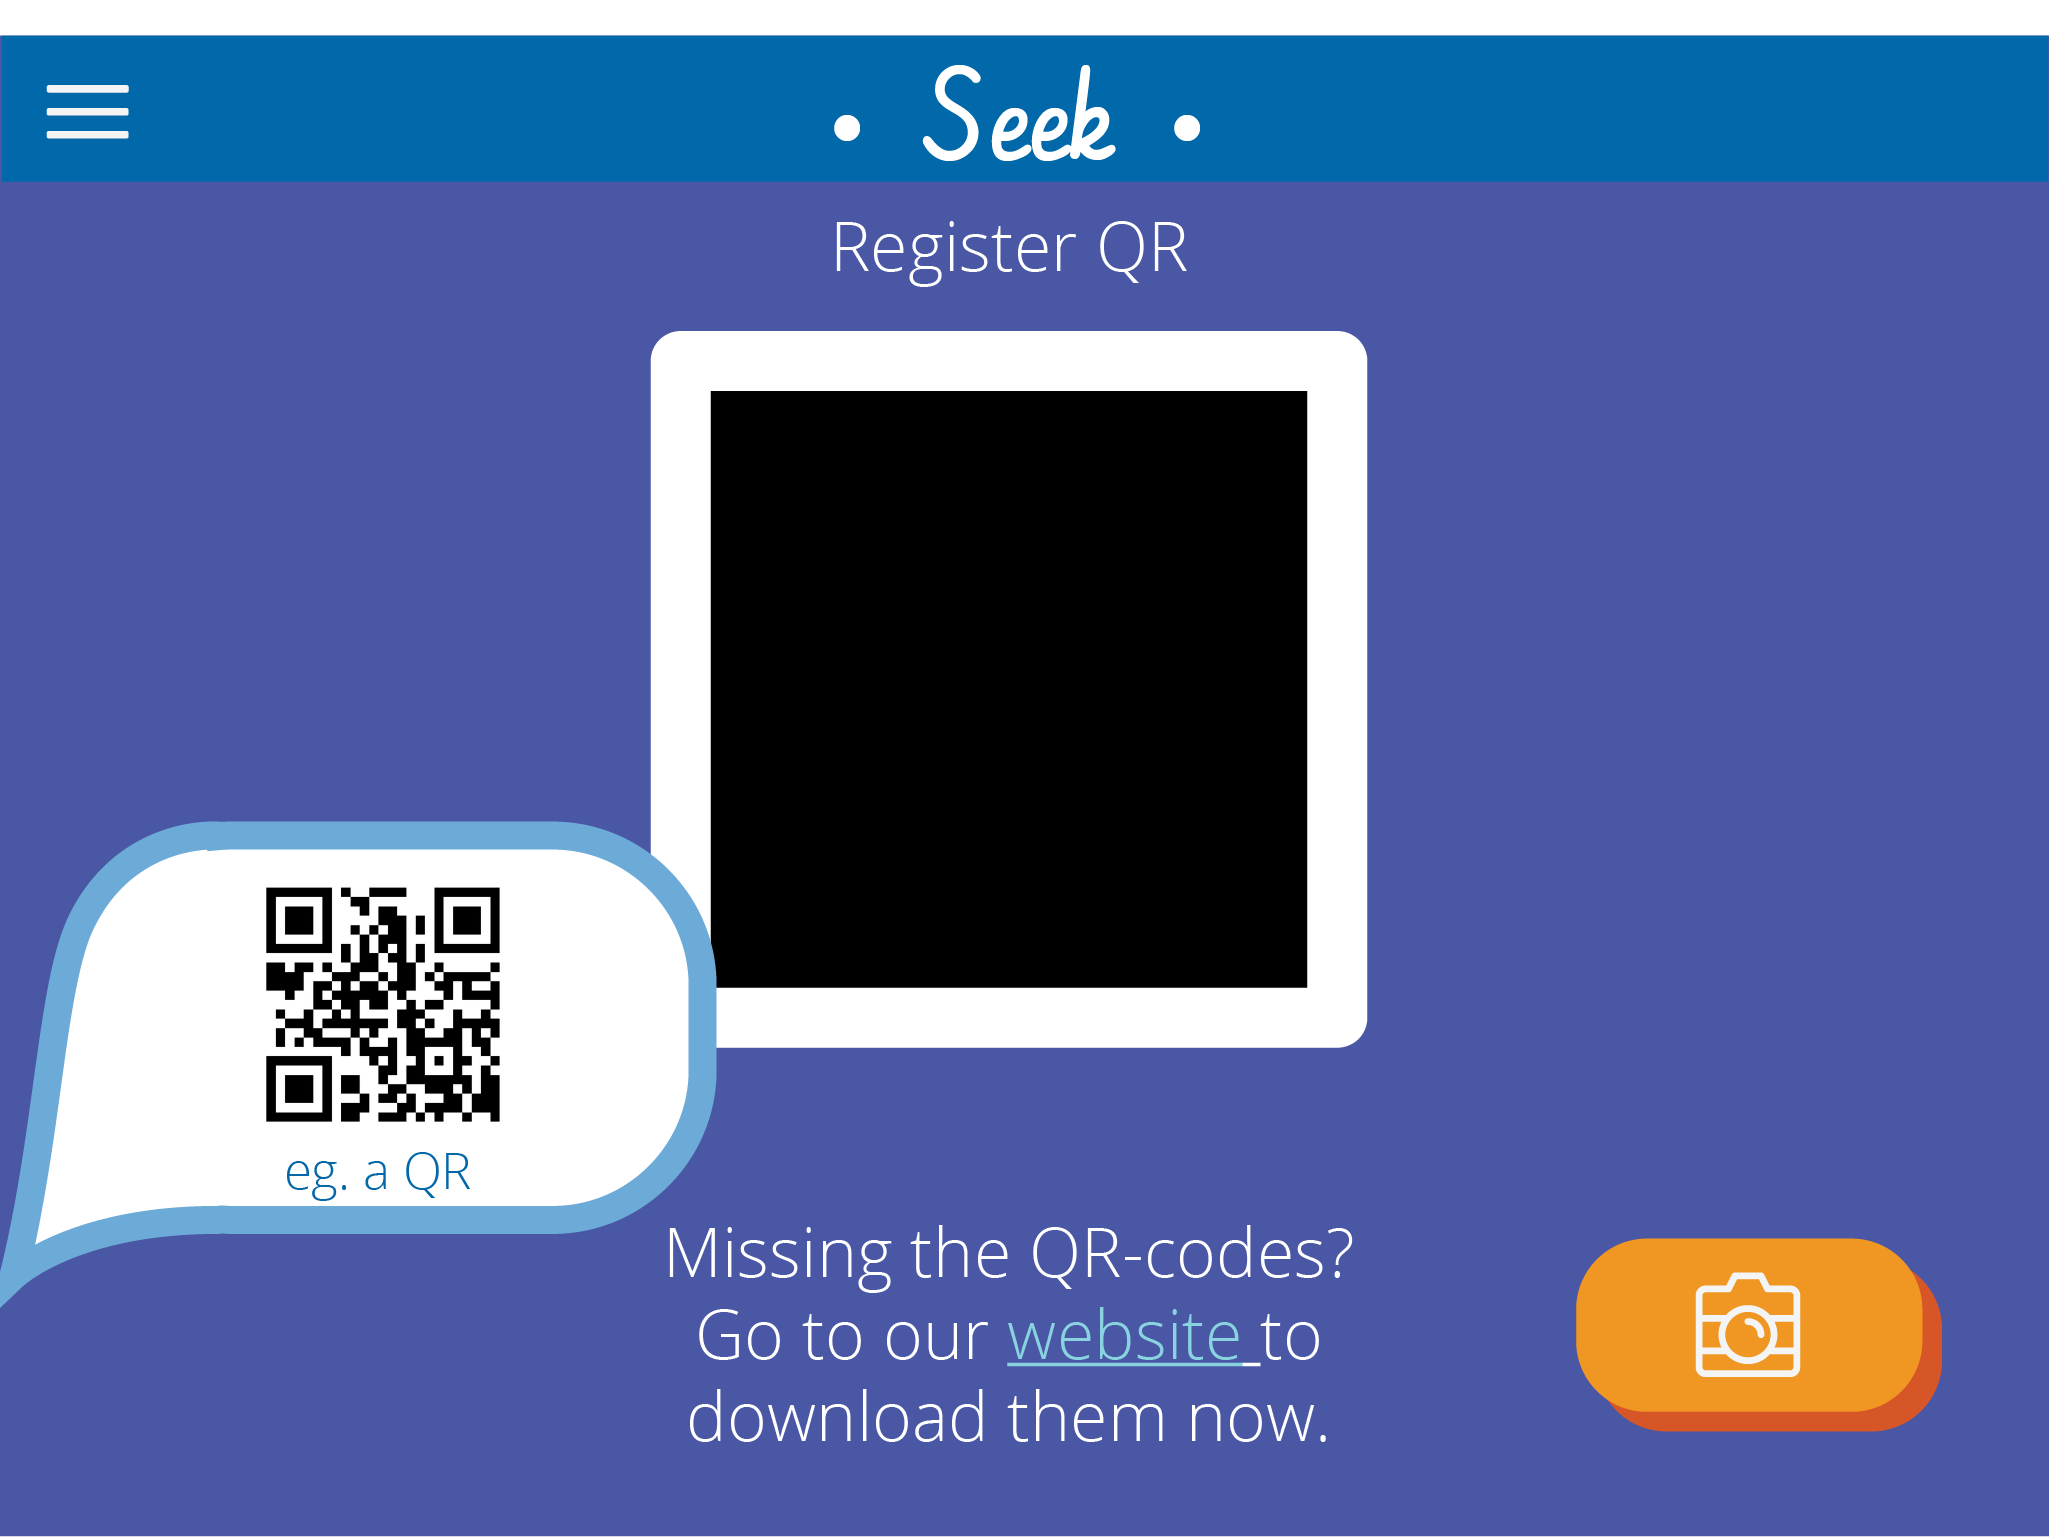 • Seek •
Register QR
eg. a QR
Missing the QR-codes?
Go to our website to
download them now.